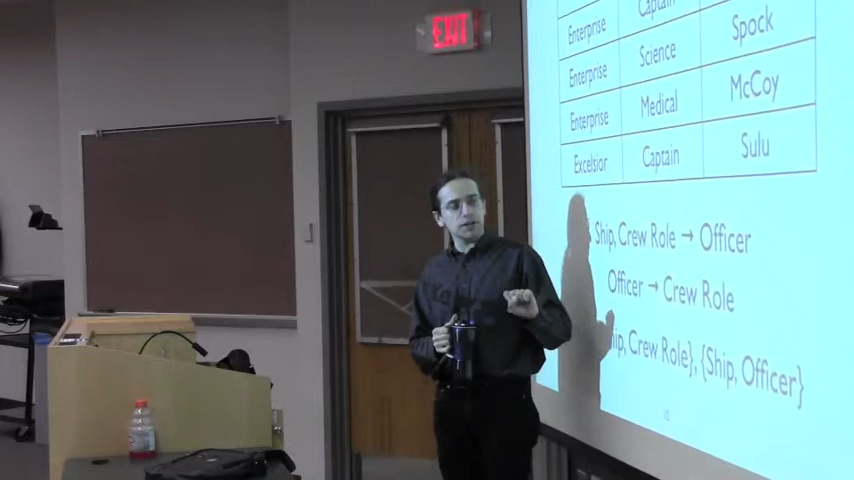 EXIT
Enterprise Captain
Enterprise Science Spock
Enterprise Medical McCoy
Excelsior Captain Sulu
Ship, Crew Role → Officer
Officer → Crew Role
Crew Role}, {Ship, Officer}